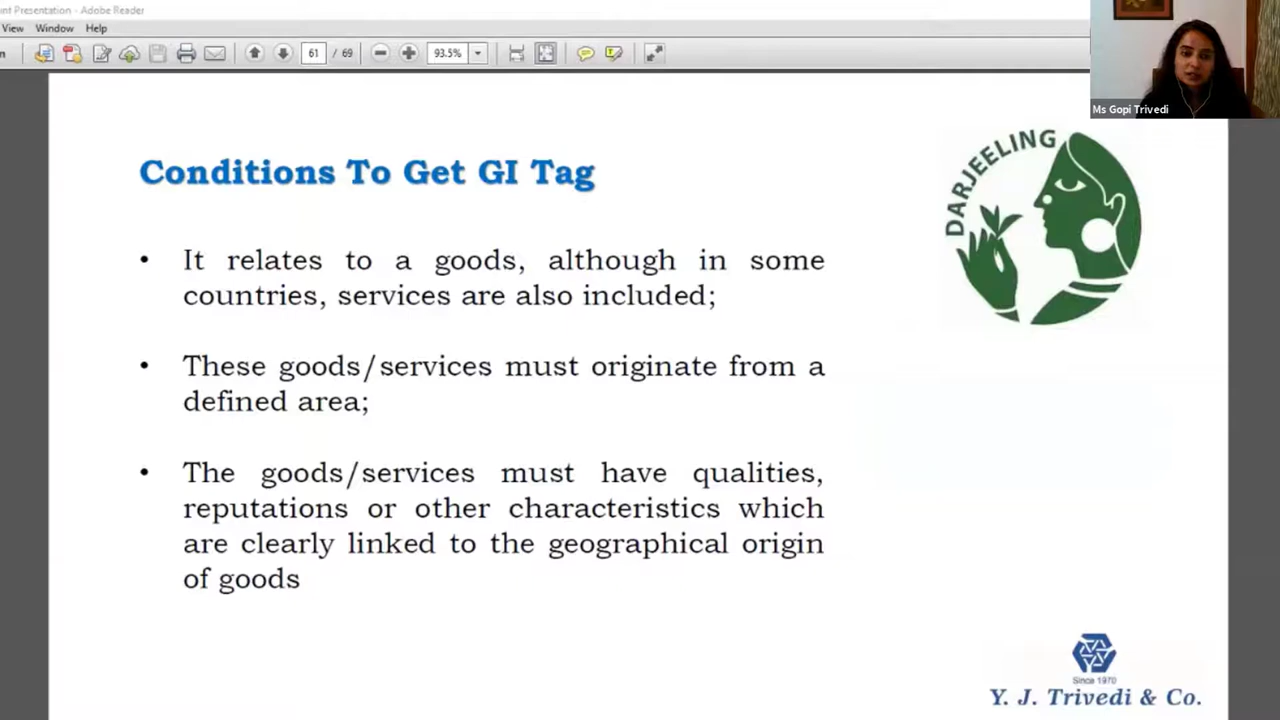 nt Presentation - Adobe Reader
View Window Help
61 / 69 93.5%
Ms Gopi Trivedi
Conditions To Get GI Tag
DARJEELING
• It relates to a goods, although in some
countries, services are also included;
• These goods/services must originate from a
defined area;
• The goods/services must have qualities,
reputations or other characteristics which
are clearly linked to the geographical origin
of goods
Since 1970
Y. J. Trivedi & Co.